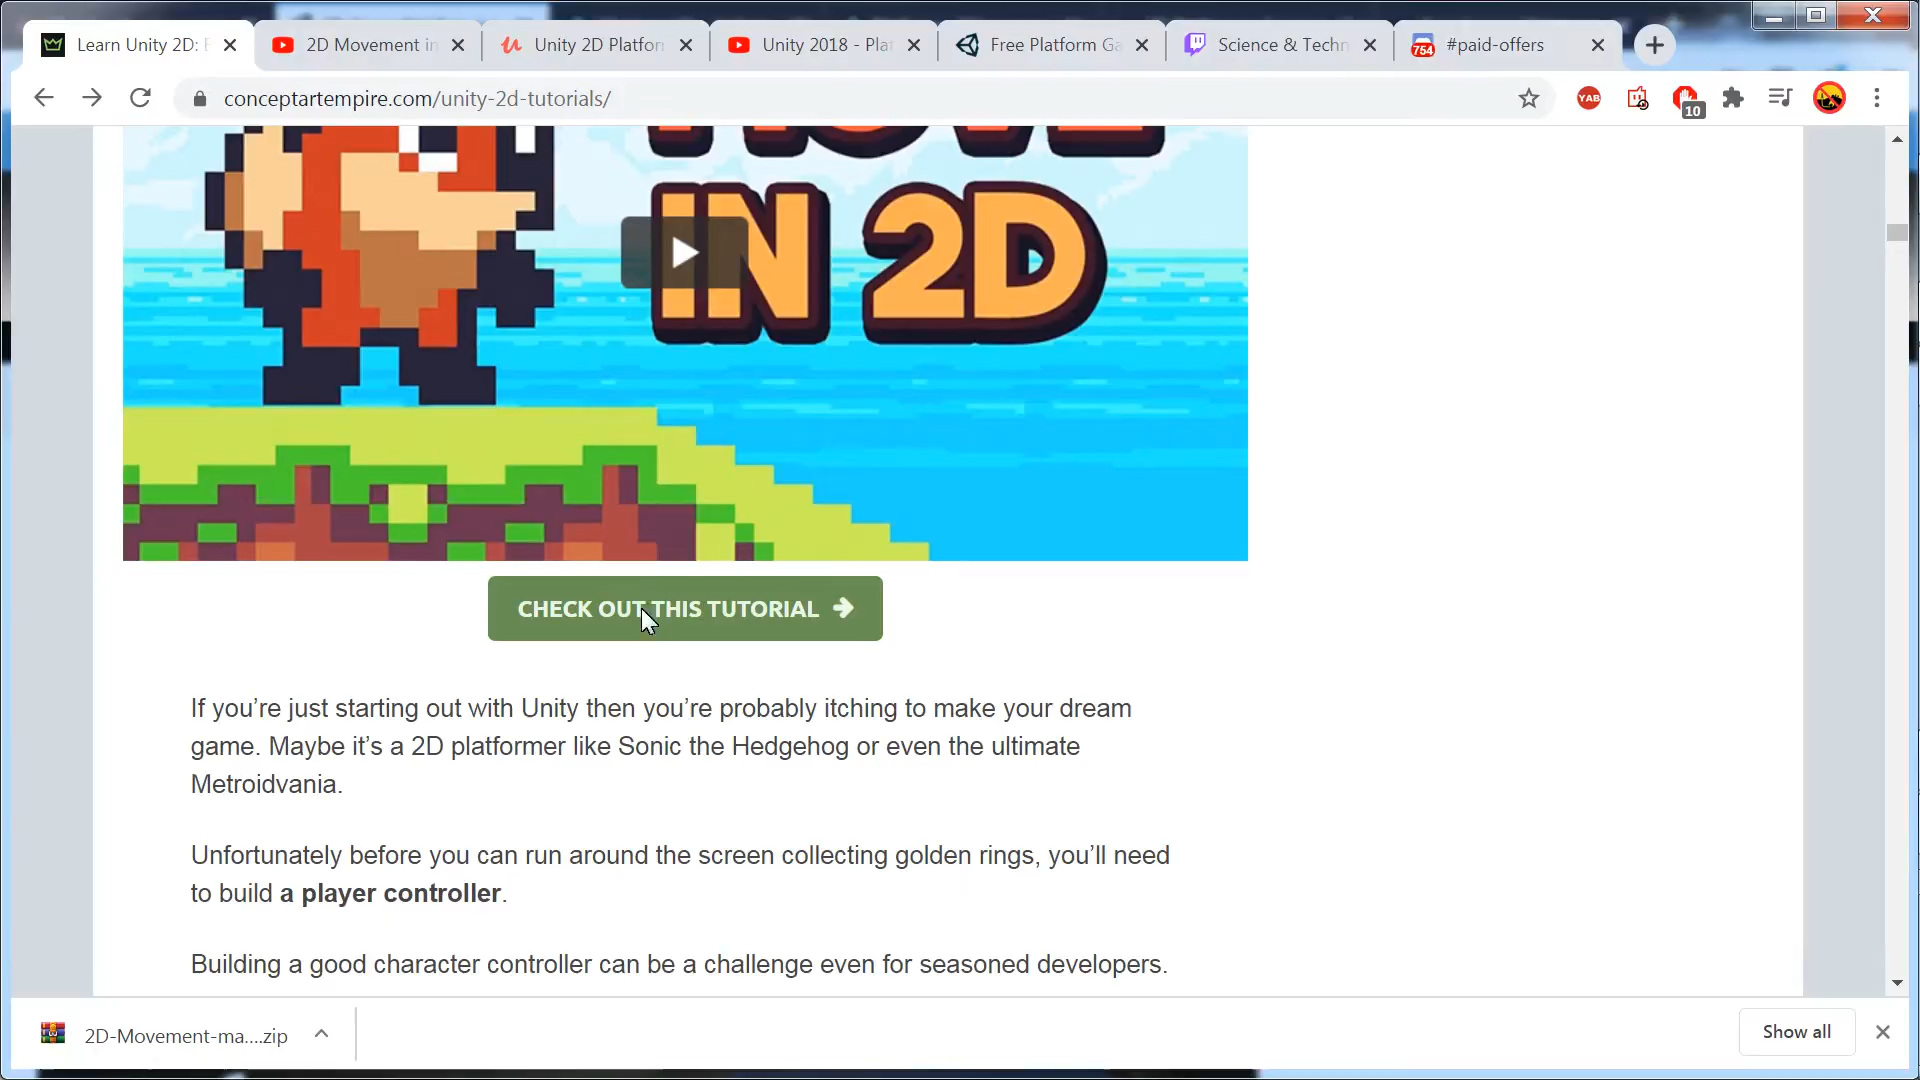 Learn Unity 2D:
2D Movement in
Unity 2D Platfor
Unity 2018 - Pla
Free Platform Ga
Science & Techn
754
#paid-offers
conceptartempire.com/unity-2d-tutorials/
YAB
10
IN 2D
CHECK OUT THIS TUTORIAL
If you’re just starting out with Unity then you’re probably itching to make your dream
game. Maybe it’s a 2D platformer like Sonic the Hedgehog or even the ultimate
Metroidvania.
Unfortunately before you can run around the screen collecting golden rings, you’ll need
to build a player controller.
Building a good character controller can be a challenge even for seasoned developers.
2D-Movement-ma....zip
Show all